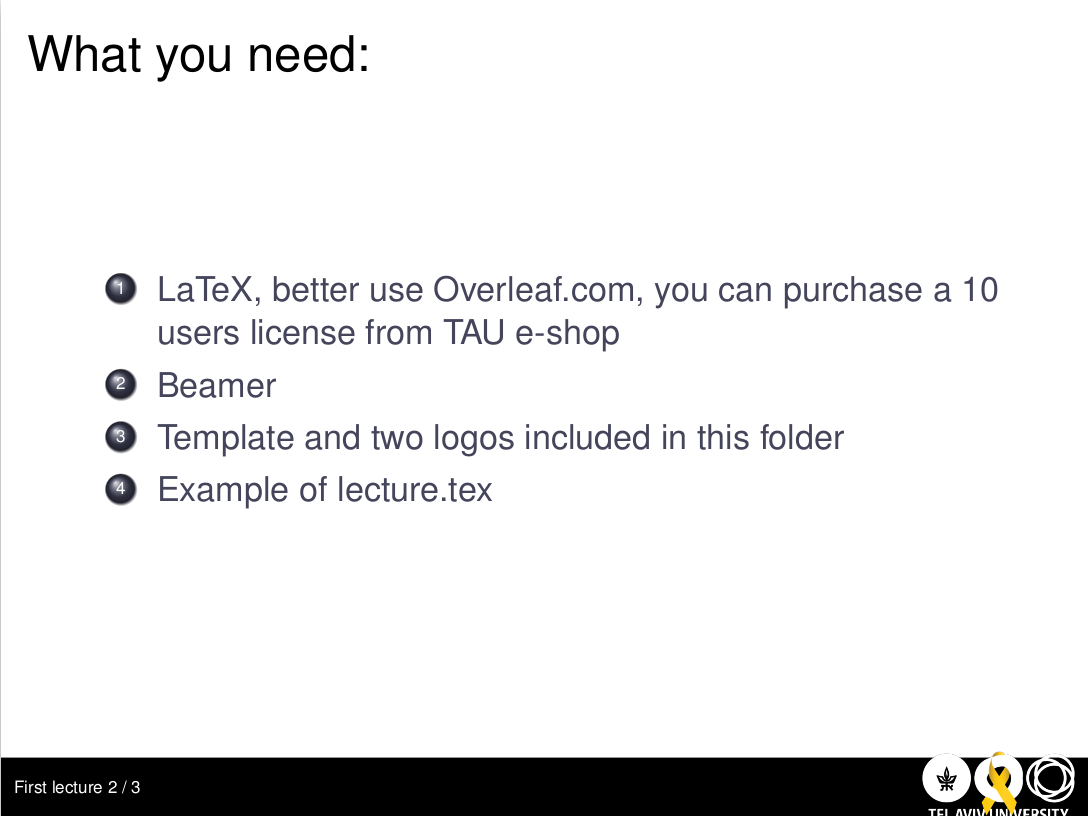 What you need:
1 LaTeX, better use Overleaf.com, you can purchase a 10
users license from TAU e-shop
2 Beamer
3 Template and two logos included in this folder
4 Example of lecture.tex
First lecture 2 / 3
TEL AVIV UNIVERSITY